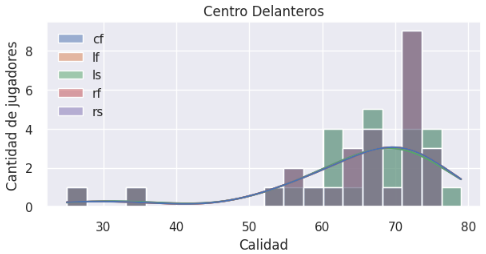 Centro Delanteros
cf
lf
ls
rf
rs
Cantidad de jugadores
8
6
4
2
0
30 40 50 60 70 80
Calidad